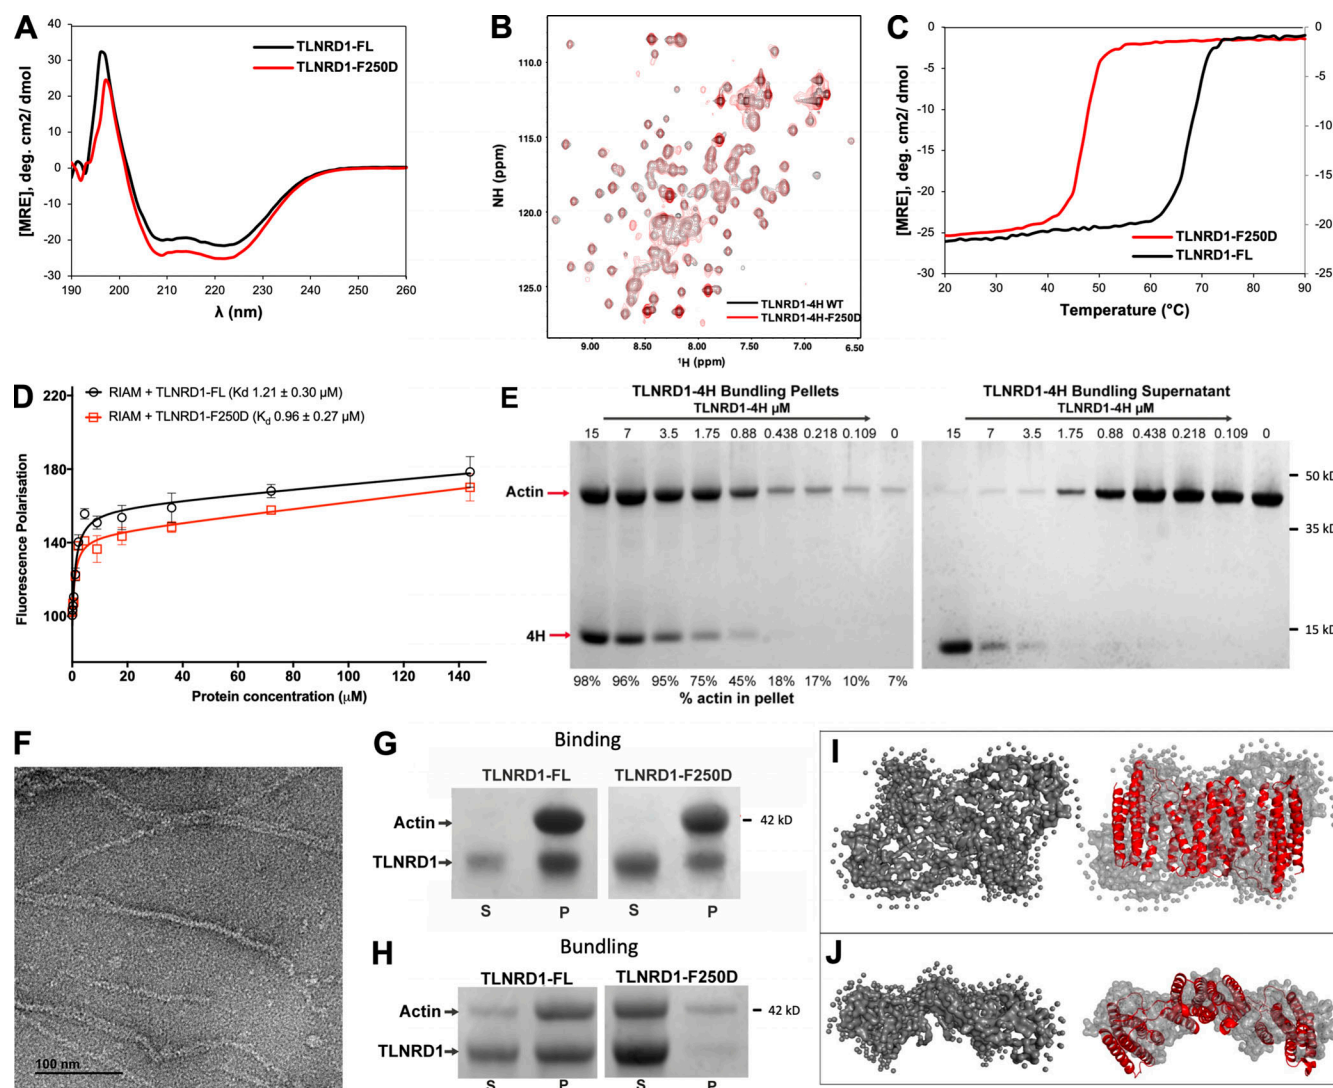 A
[MRE], deg. cm2/ dmol
40
30
20
10
0
-10
-20
-30
190 200 210 220 230 240 250 260
λ (nm)
TLNRD1-FL
TLNRD1-F250D
B
NH (ppm)
110.0
115.0
120.0
125.0
9.00 8.50 8.00 7.50 7.00 6.50
¹H (ppm)
TLNRD1-4H WT
TLNRD1-4H-F250D
C
[MRE], deg. cm2/ dmol
0
-5
-10
-15
-20
-25
-30
0
-5
-10
-15
-20
-25
20 30 40 50 60 70 80 90
Temperature (°C)
TLNRD1-F250D
TLNRD1-FL
D
Fluorescence Polarisation
220
180
140
100
0 20 40 60 80 100 120 140
Protein concentration (μM)
RIAM + TLNRD1-FL (Kd 1.21 ± 0.30 μM)
RIAM + TLNRD1-F250D (Kd 0.96 ± 0.27 μM)
E
TLNRD1-4H Bundling Pellets
TLNRD1-4H μM
15 7 3.5 1.75 0.88 0.438 0.218 0.109 0
Actin
4H
98% 96% 95% 75% 45% 18% 17% 10% 7%
% actin in pellet
TLNRD1-4H Bundling Supernatant
TLNRD1-4H μM
15 7 3.5 1.75 0.88 0.438 0.218 0.109 0
50 kD
35 kD
15 kD
F
100 nm
G
Binding
TLNRD1-FL TLNRD1-F250D
Actin
42 kD
TLNRD1
S P S P
H
Bundling
TLNRD1-FL TLNRD1-F250D
Actin
42 kD
TLNRD1
S P S P
I
J